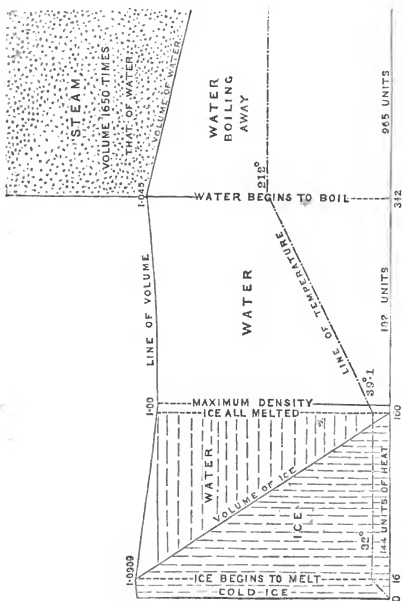 STEAM
VOLUME 1650 TIMES
THAT OF WATER
VOLUME OF WATER
WATER
BOILING
AWAY
965 UNITS
1·045
WATER BEGINS TO BOIL
212°
342
LINE OF VOLUME
WATER
LINE OF TEMPERATURE
182 UNITS
1·00
MAXIMUM DENSITY
39°·1
ICE ALL MELTED
160
WATER
VOLUME OF ICE
ICE
32°
144 UNITS OF HEAT
1·0909
ICE BEGINS TO MELT
16
COLD-ICE
0